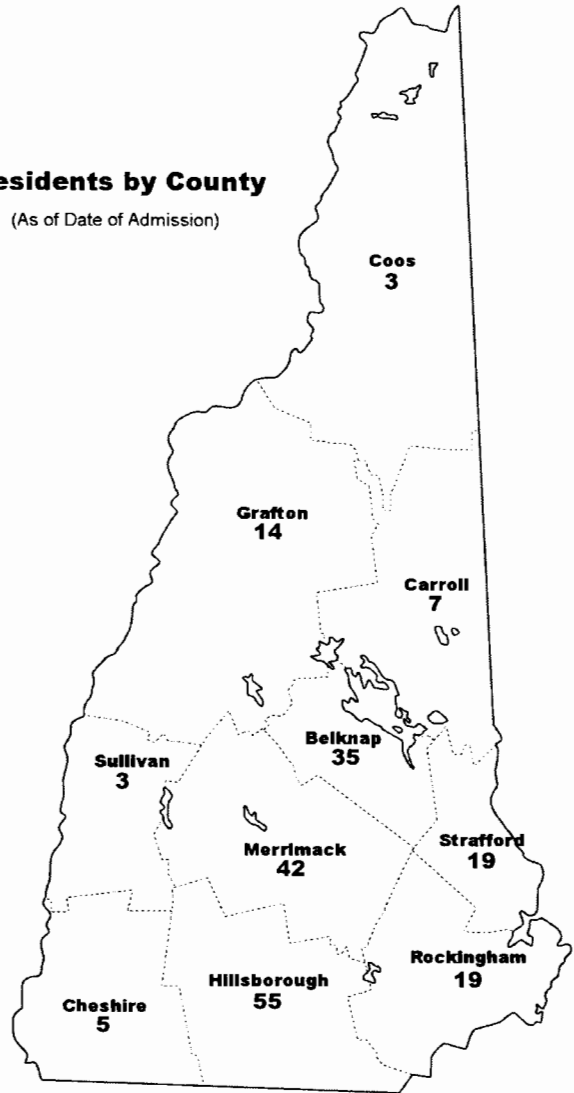 esidents by County
(As of Date of Admission)
Coos
3
Grafton
14
Carroll
7
Belknap
35
Sullivan
3
Merrimack
42
Strafford
19
Rockingham
19
Hillsborough
55
Cheshire
5